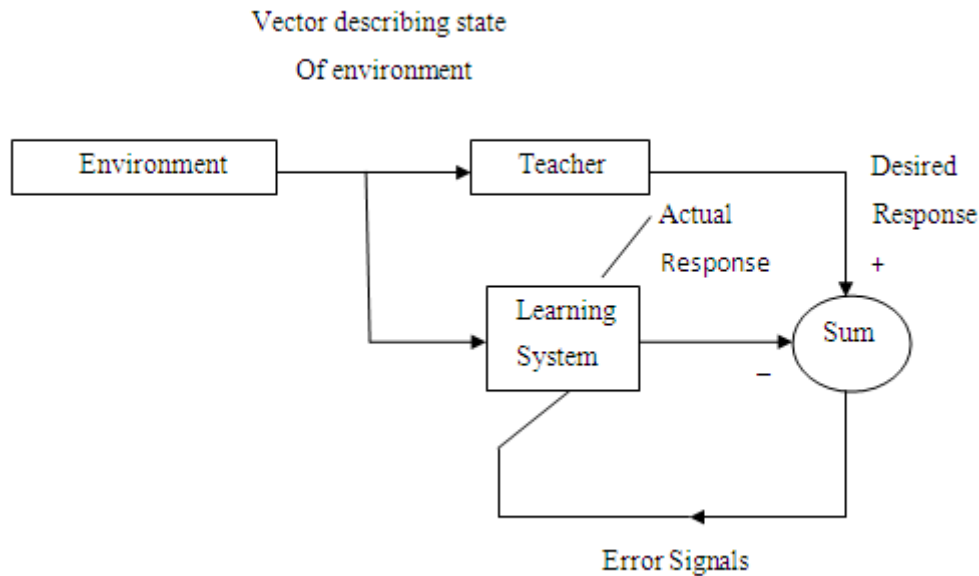 Vector describing state
Of environment
Environment
Teacher
Desired
Response
+
Actual
Response
Learning
System
Sum
–
Error Signals